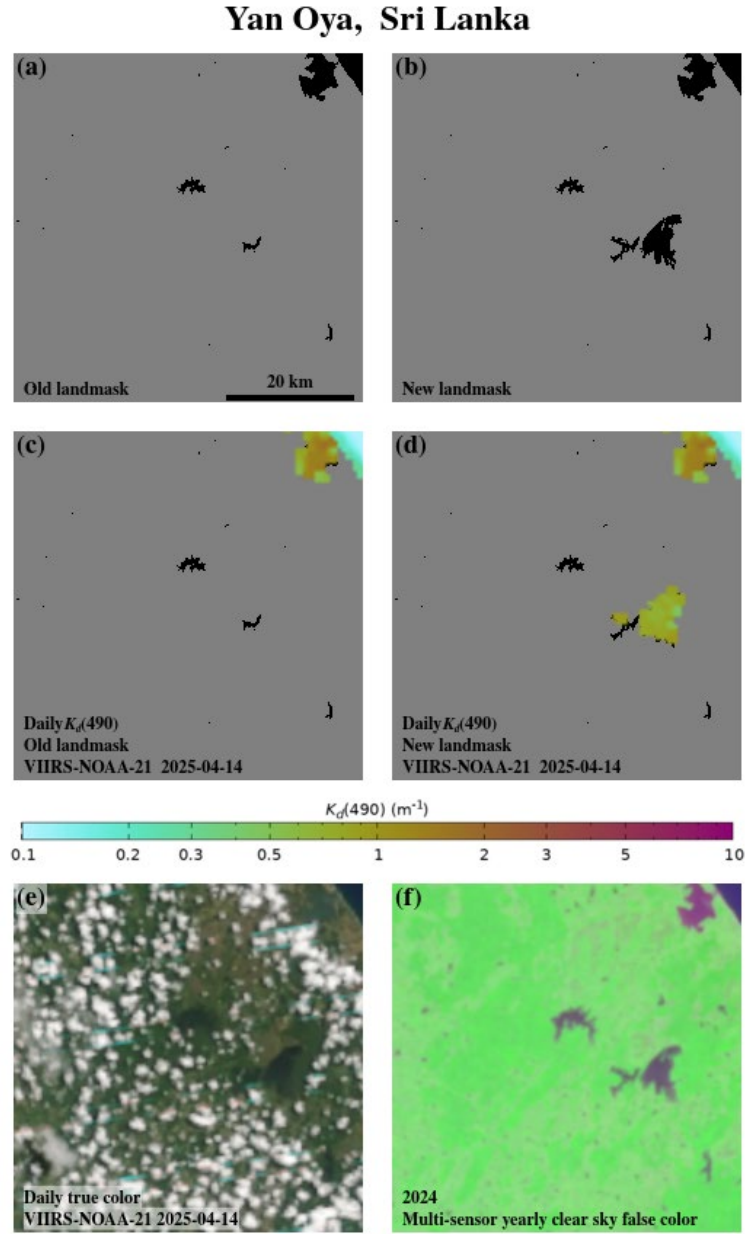 Yan Oya, Sri Lanka
(a)
(b)
20 km
Old landmask
New landmask
(c)
(d)
Daily Kd(490)
Old landmask
VIIRS-NOAA-21 2025-04-14
Daily Kd(490)
New landmask
VIIRS-NOAA-21 2025-04-14
Kd(490) (m-1)
0.1 0.2 0.3 0.5 1 2 3 5 10
(e)
(f)
Daily true color
VIIRS-NOAA-21 2025-04-14
2024
Multi-sensor yearly clear sky false color